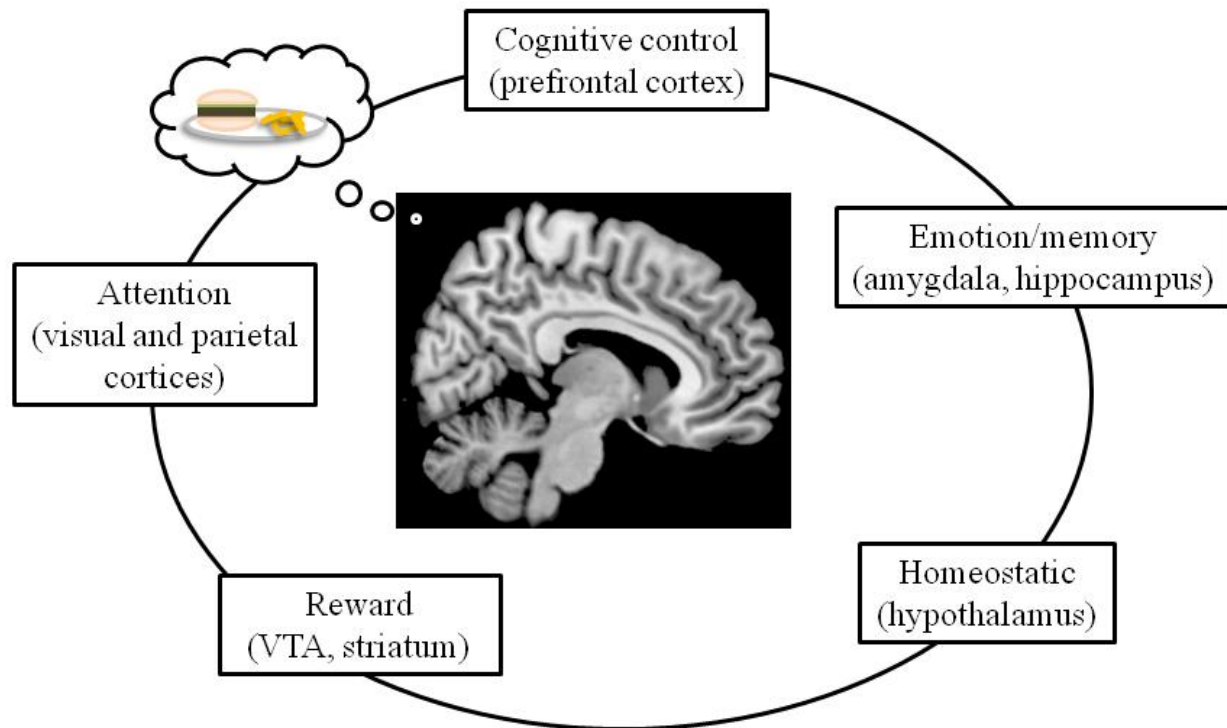 Cognitive control
(prefrontal cortex)
Emotion/memory
(amygdala, hippocampus)
Attention
(visual and parietal
cortices)
Homeostatic
(hypothalamus)
Reward
(VTA, striatum)